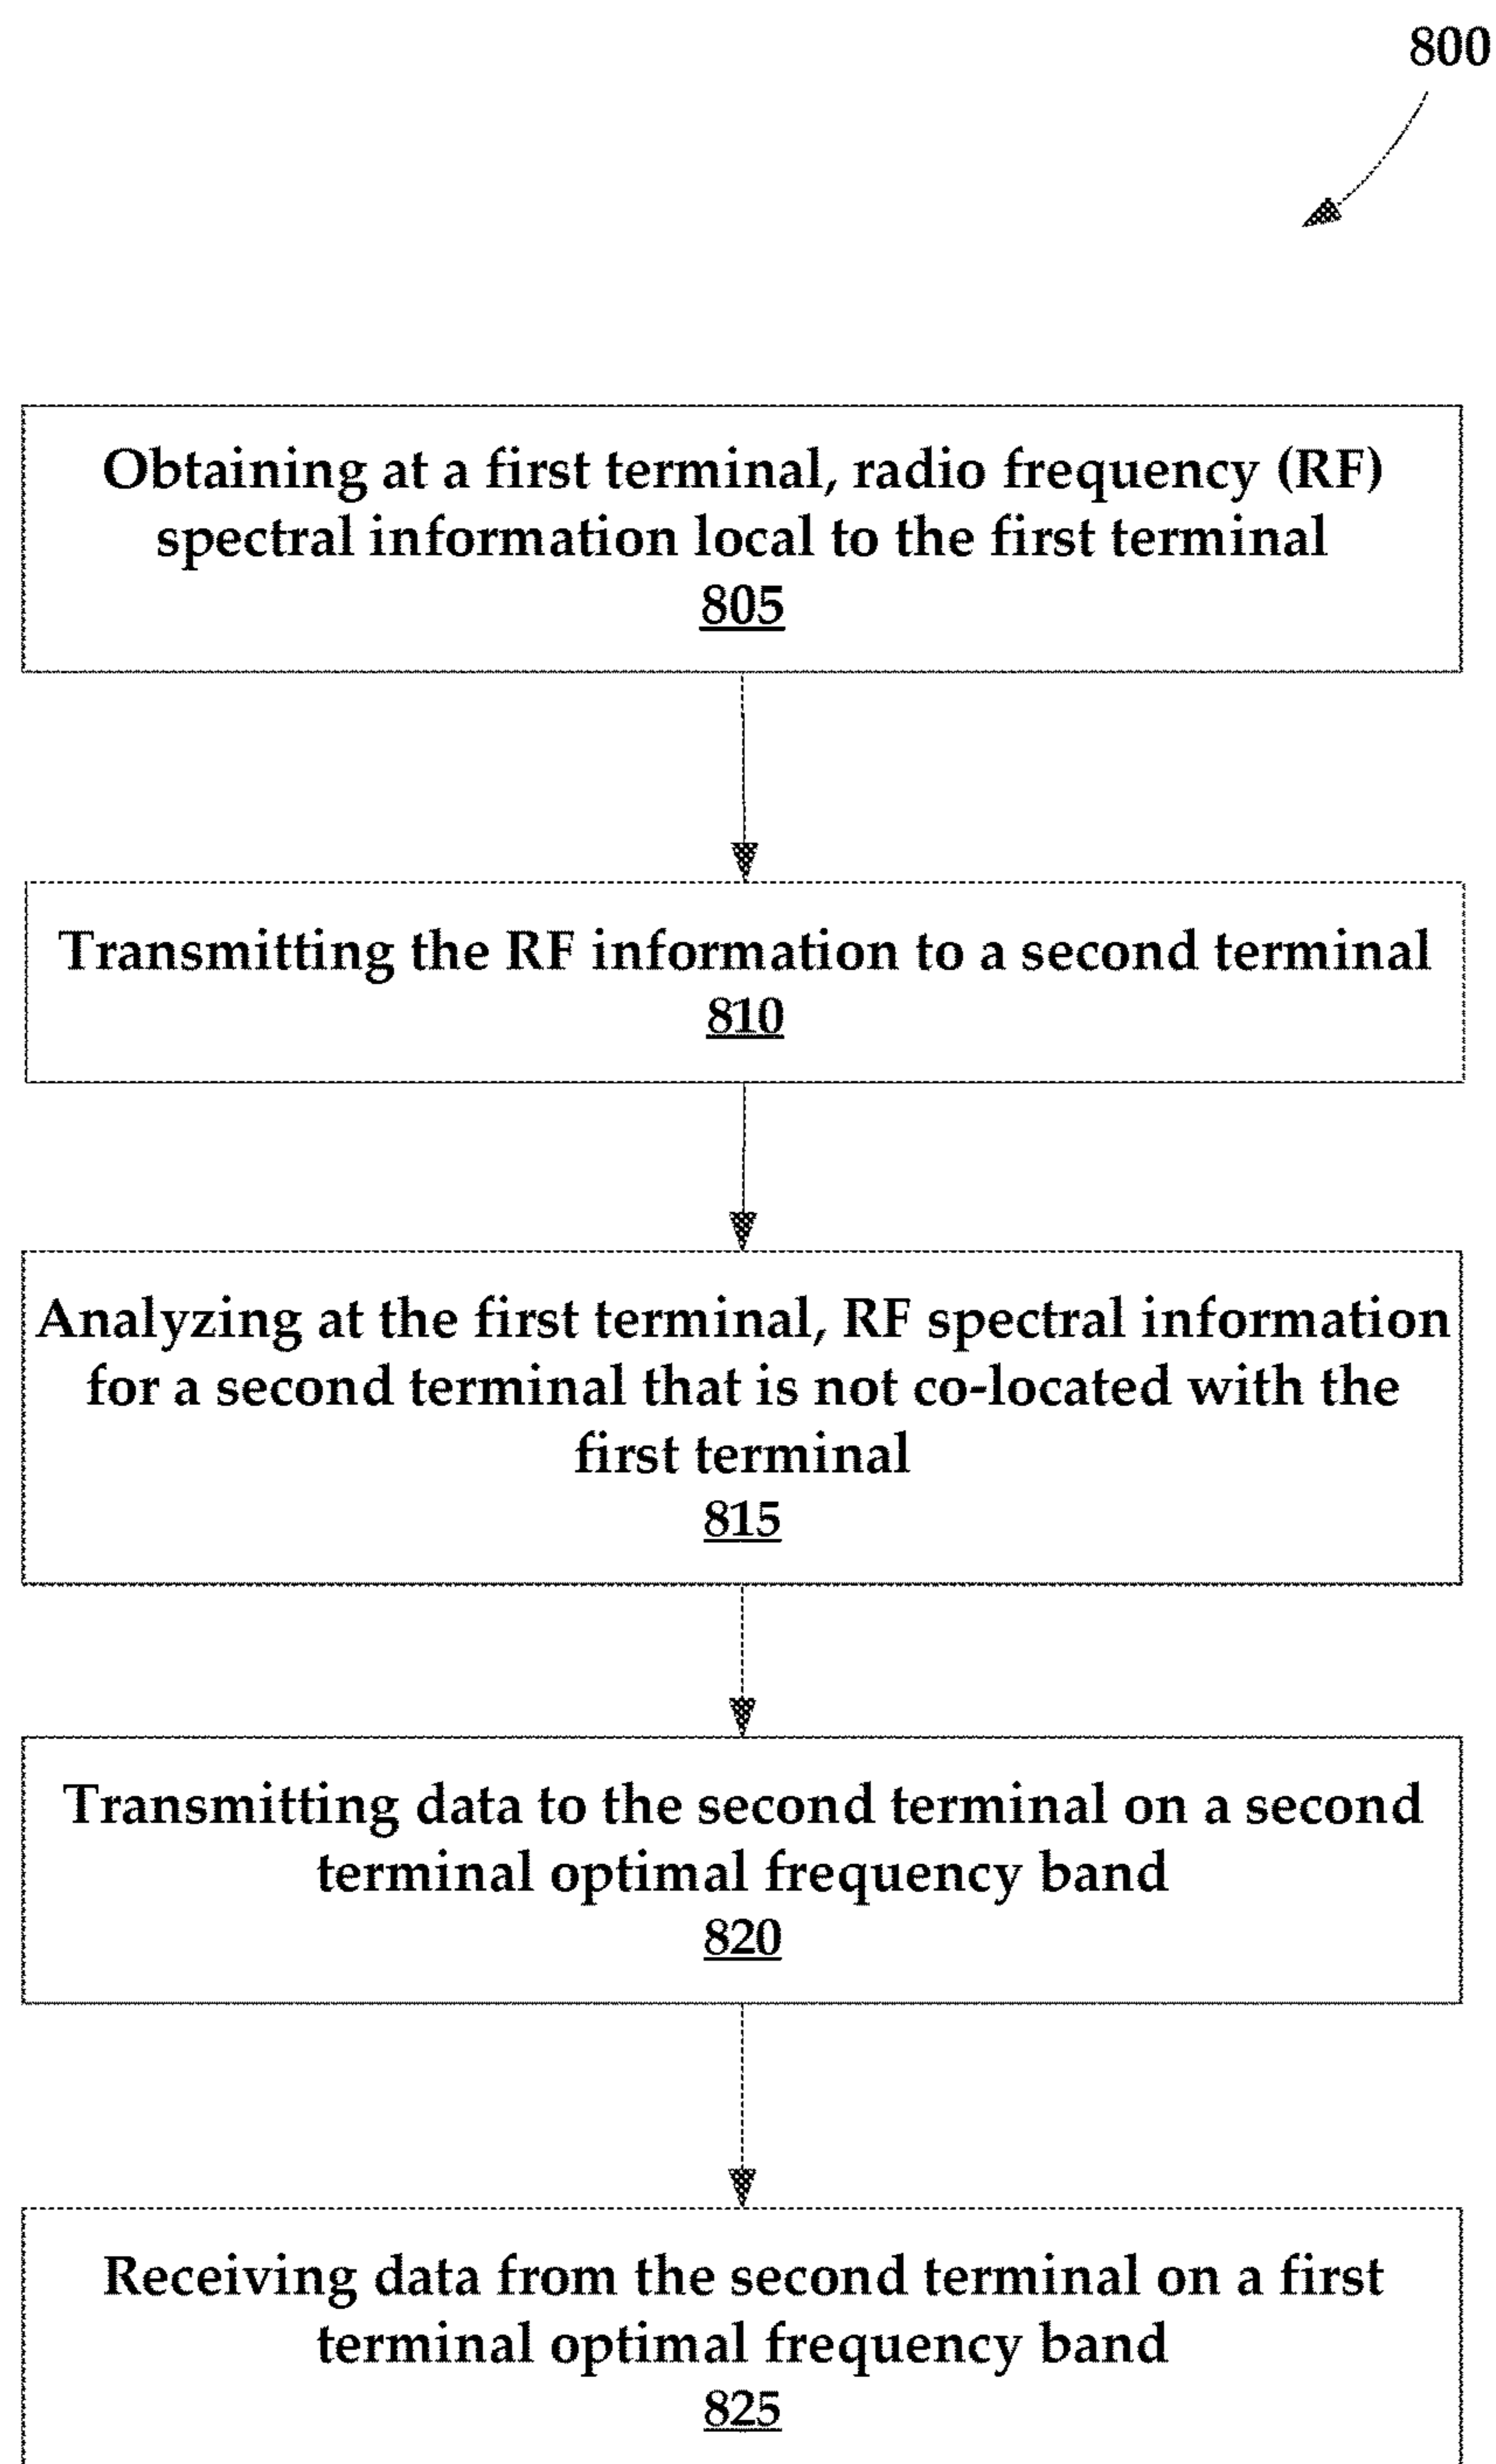 800
Obtaining at a first terminal, radio frequency (RF)
spectral information local to the first terminal
805
Transmitting the RF information to a second terminal
810
Analyzing at the first terminal, RF spectral information
for a second terminal that is not co-located with the
first terminal
815
Transmitting data to the second terminal on a second
terminal optimal frequency band
820
Receiving data from the second terminal on a first
terminal optimal frequency band
825